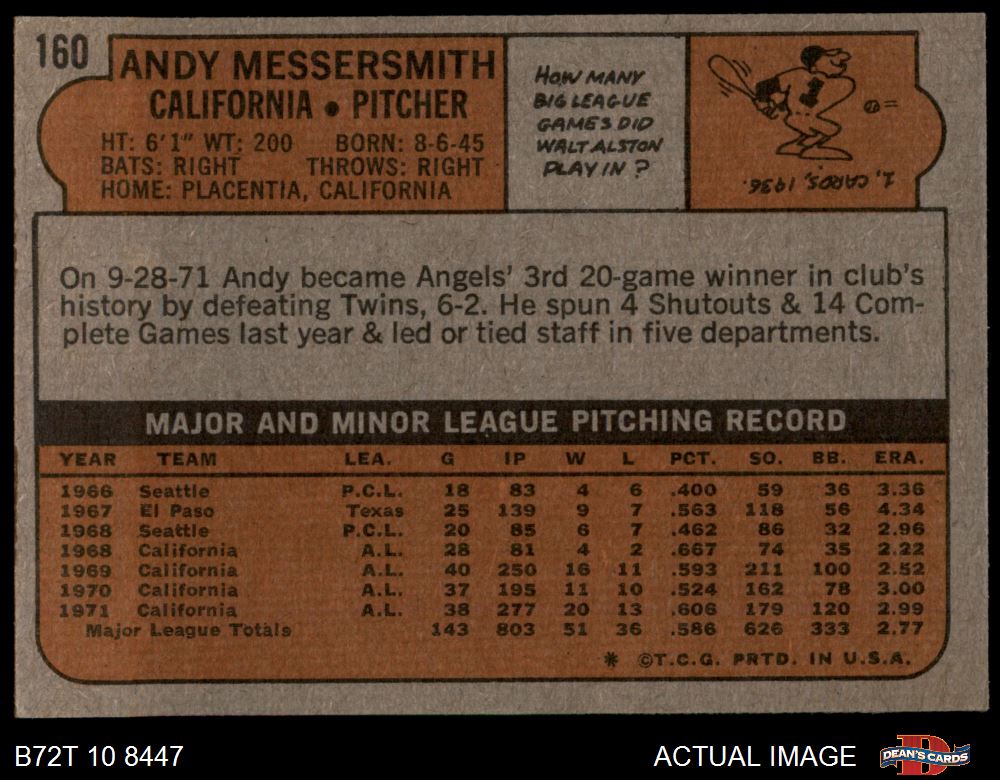 160
ANDY MESSERSMITH
CALIFORNIA • PITCHER
HT: 6'1" WT: 200 BORN: 8-6-45
BATS: RIGHT THROWS: RIGHT
HOME: PLACENTIA, CALIFORNIA
HOW MANY
BIG LEAGUE
GAMES DID
WALT ALSTON
PLAY IN ?
1, CARDS, 1936.
On 9-28-71 Andy became Angels' 3rd 20-game winner in club's
history by defeating Twins, 6-2. He spun 4 Shutouts & 14 Com-
plete Games last year & led or tied staff in five departments.
MAJOR AND MINOR LEAGUE PITCHING RECORD
YEAR TEAM LEA. G IP W L PCT. SO. BB. ERA.
1966 Seattle P.C.L. 18 83 4 6 .400 59 36 3.36
1967 El Paso Texas 25 139 9 7 .563 118 56 4.34
1968 Seattle P.C.L. 20 85 6 7 .462 86 32 2.96
1968 California A.L. 28 81 4 2 .667 74 35 2.22
1969 California A.L. 40 250 16 11 .593 211 100 2.52
1970 California A.L. 37 195 11 10 .524 162 78 3.00
1971 California A.L. 38 277 20 13 .606 179 120 2.99
Major League Totals 143 803 51 36 .586 626 333 2.77
* ©T.C.G. PRTD. IN U.S.A.
B72T 10 8447 ACTUAL IMAGE DEAN'S CARDS